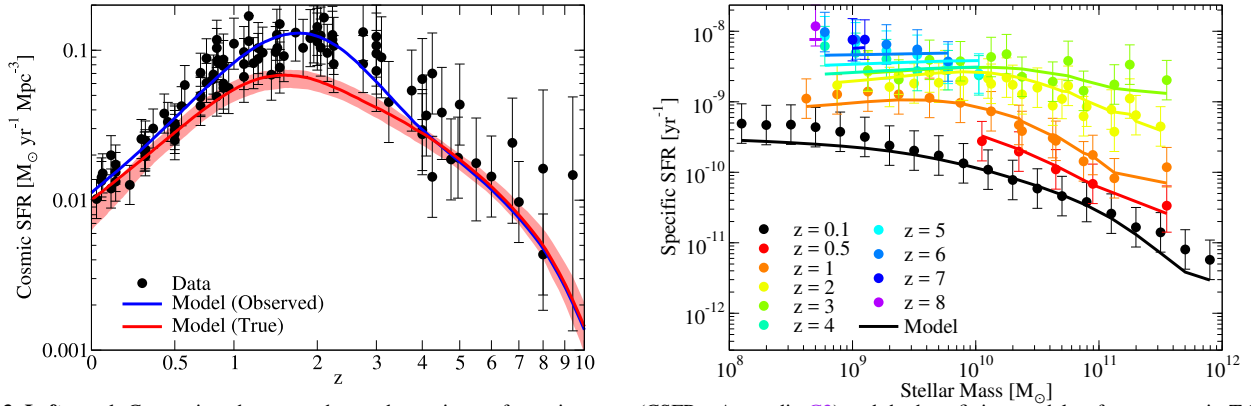 Cosmic SFR [M⊙ yr⁻¹ Mpc⁻³]
0.1
0.01
0.001
0 0.5 1 2 3 4 5 6 7 8 9 10
z
Data
Model (Observed)
Model (True)
Specific SFR [yr⁻¹]
10⁻⁸
10⁻⁹
10⁻¹⁰
10⁻¹¹
10⁻¹²
10⁸ 10⁹ 10¹⁰ 10¹¹ 10¹²
Stellar Mass [M⊙]
z = 0.1
z = 0.5
z = 1
z = 2
z = 3
z = 4
z = 5
z = 6
z = 7
z = 8
Model